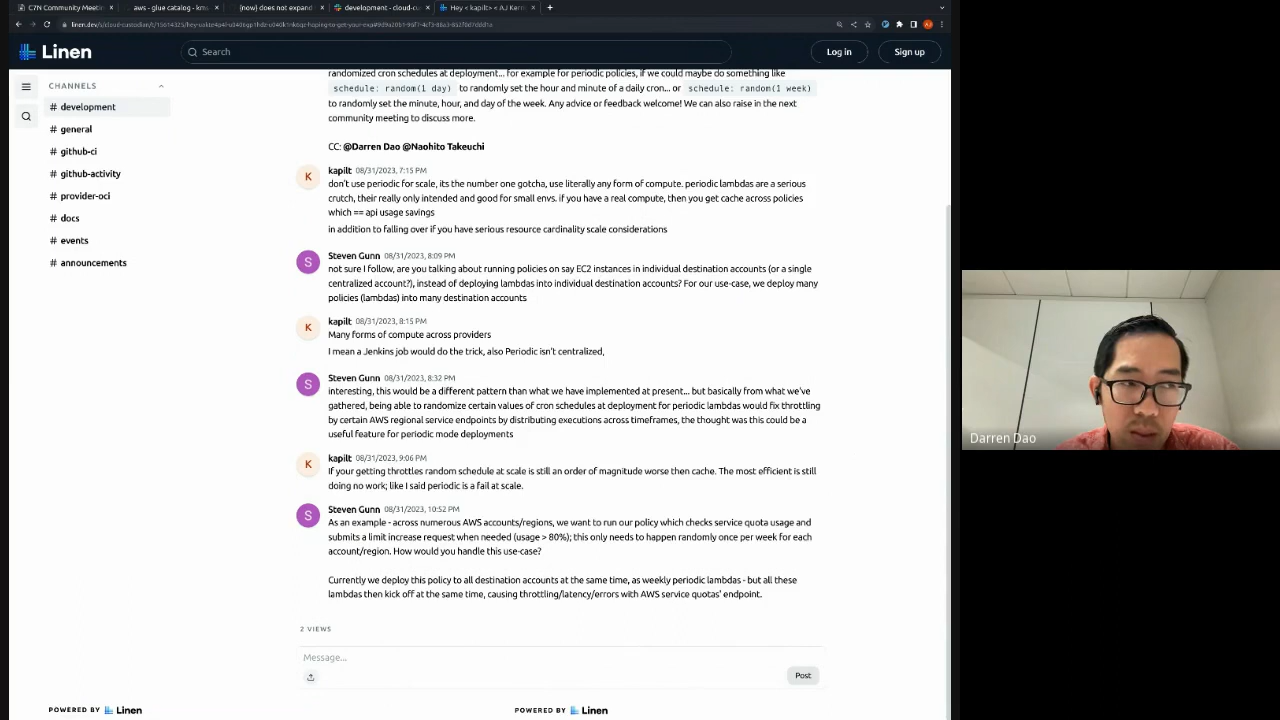 C7N Community Meetin
aws - glue catalog - kms
(now) does not expand
development - cloud-cu
Hey < kapilt> < AJ Kerri
Linen
Search
Log in
Sign up
CHANNELS
# development
# general
# github-ci
# github-activity
# provider-oci
# docs
# events
# announcements
randomized cron schedules at deployment... for example for periodic policies, if we could maybe do something like
schedule: random(1 day) to randomly set the hour and minute of a daily cron... or schedule: random(1 week)
to randomly set the minute, hour, and day of the week. Any advice or feedback welcome! We can also raise in the next
community meeting to discuss more.
CC: @Darren Dao @Naohito Takeuchi
K
kapilt 08/31/2023, 7:15 PM
don't use periodic for scale, its the number one gotcha, use literally any form of compute. periodic lambdas are a serious
crutch, their really only intended and good for small envs. if you have a real compute, then you get cache across policies
which == api usage savings
in addition to falling over if you have serious resource cardinality scale considerations
S
Steven Gunn 08/31/2023, 8:09 PM
not sure I follow, are you talking about running policies on say EC2 instances in individual destination accounts (or a single
centralized account?), instead of deploying lambdas into individual destination accounts? For our use-case, we deploy many
policies (lambdas) into many destination accounts
K
kapilt 08/31/2023, 8:15 PM
Many forms of compute across providers
I mean a Jenkins job would do the trick, also Periodic isn't centralized,
S
Steven Gunn 08/31/2023, 8:32 PM
interesting, this would be a different pattern than what we have implemented at present... but basically from what we've
gathered, being able to randomize certain values of cron schedules at deployment for periodic lambdas would fix throttling
by certain AWS regional service endpoints by distributing executions across timeframes, the thought was this could be a
useful feature for periodic mode deployments
K
kapilt 08/31/2023, 9:06 PM
If your getting throttles random schedule at scale is still an order of magnitude worse then cache. The most efficient is still
doing no work; like I said periodic is a fail at scale.
S
Steven Gunn 08/31/2023, 10:52 PM
As an example - across numerous AWS accounts/regions, we want to run our policy which checks service quota usage and
submits a limit increase request when needed (usage > 80%); this only needs to happen randomly once per week for each
account/region. How would you handle this use-case?
Currently we deploy this policy to all destination accounts at the same time, as weekly periodic lambdas - but all these
lambdas then kick off at the same time, causing throttling/latency/errors with AWS service quotas' endpoint.
2 VIEWS
Message...
Post
POWERED BY Linen
POWERED BY Linen
Darren Dao